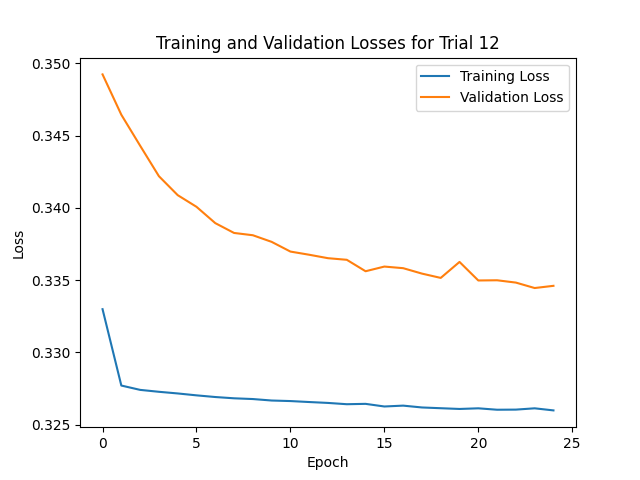 Training and Validation Losses for Trial 12
Training Loss
Validation Loss
Loss
0.350
0.345
0.340
0.335
0.330
0.325
0
5
10
15
20
25
Epoch